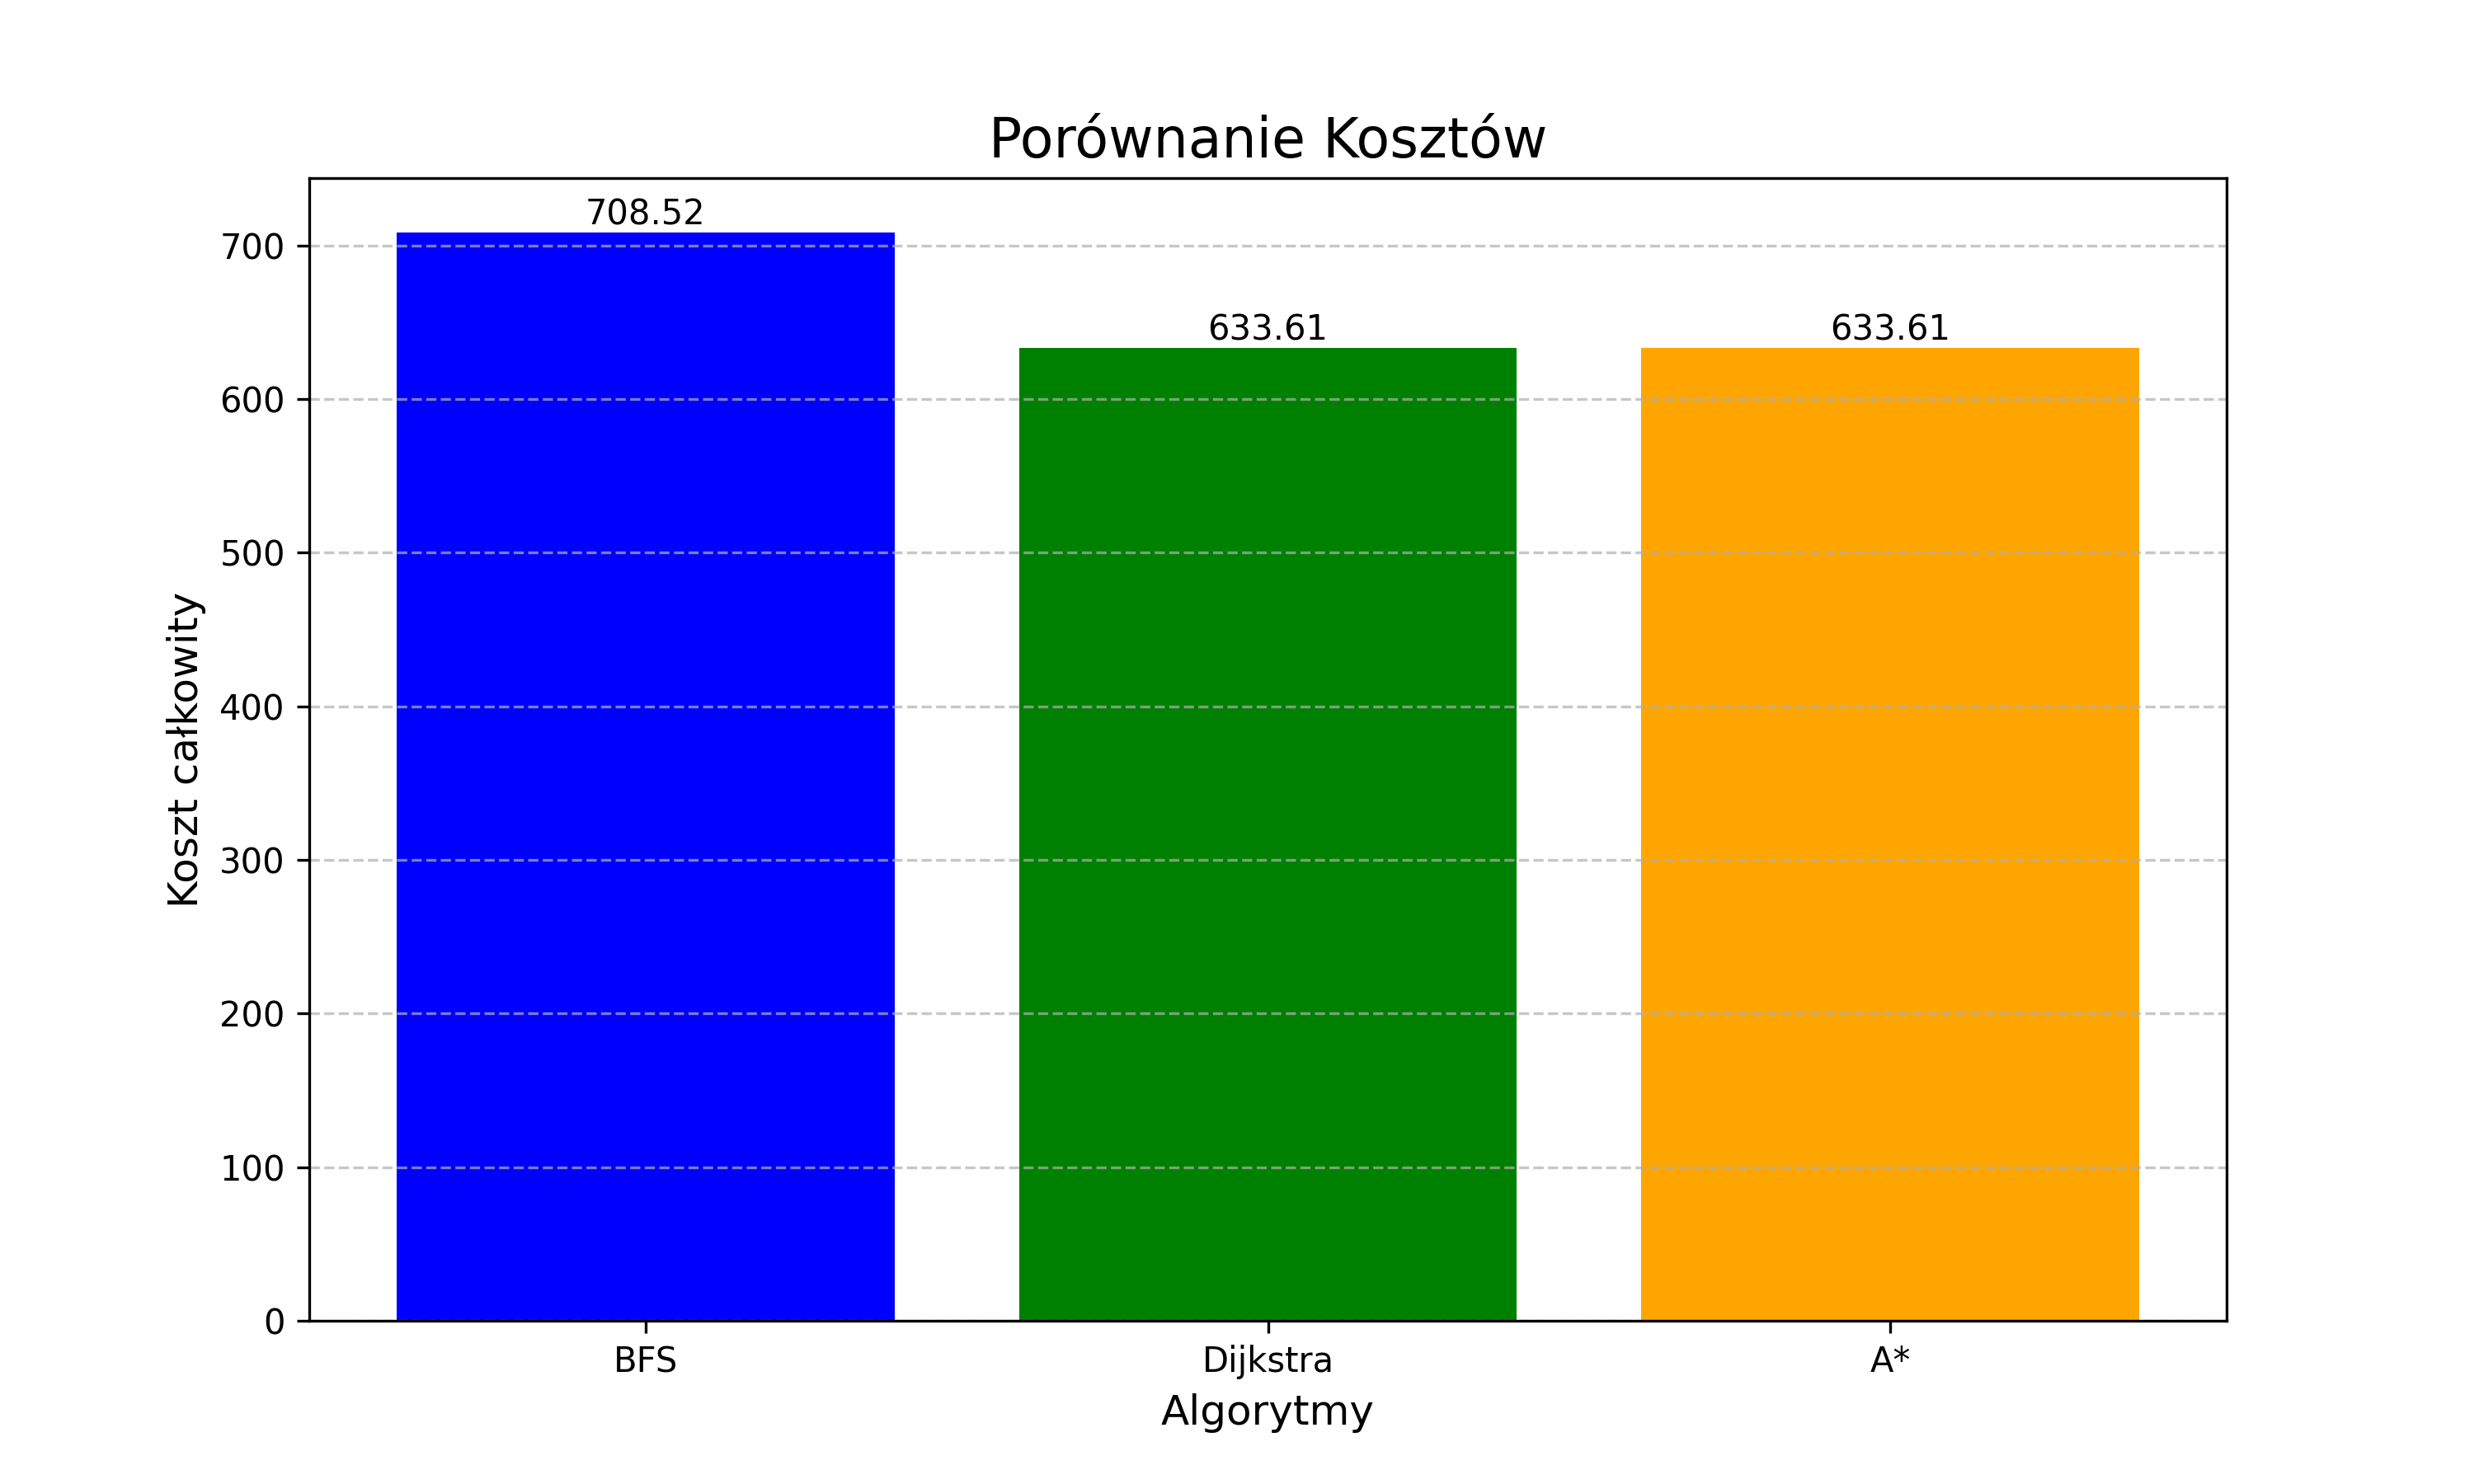 Porównanie Kosztów
708.52
633.61
633.61
700
600
500
400
300
200
100
0
Koszt całkowity
BFS
Dijkstra
A*
Algorytmy